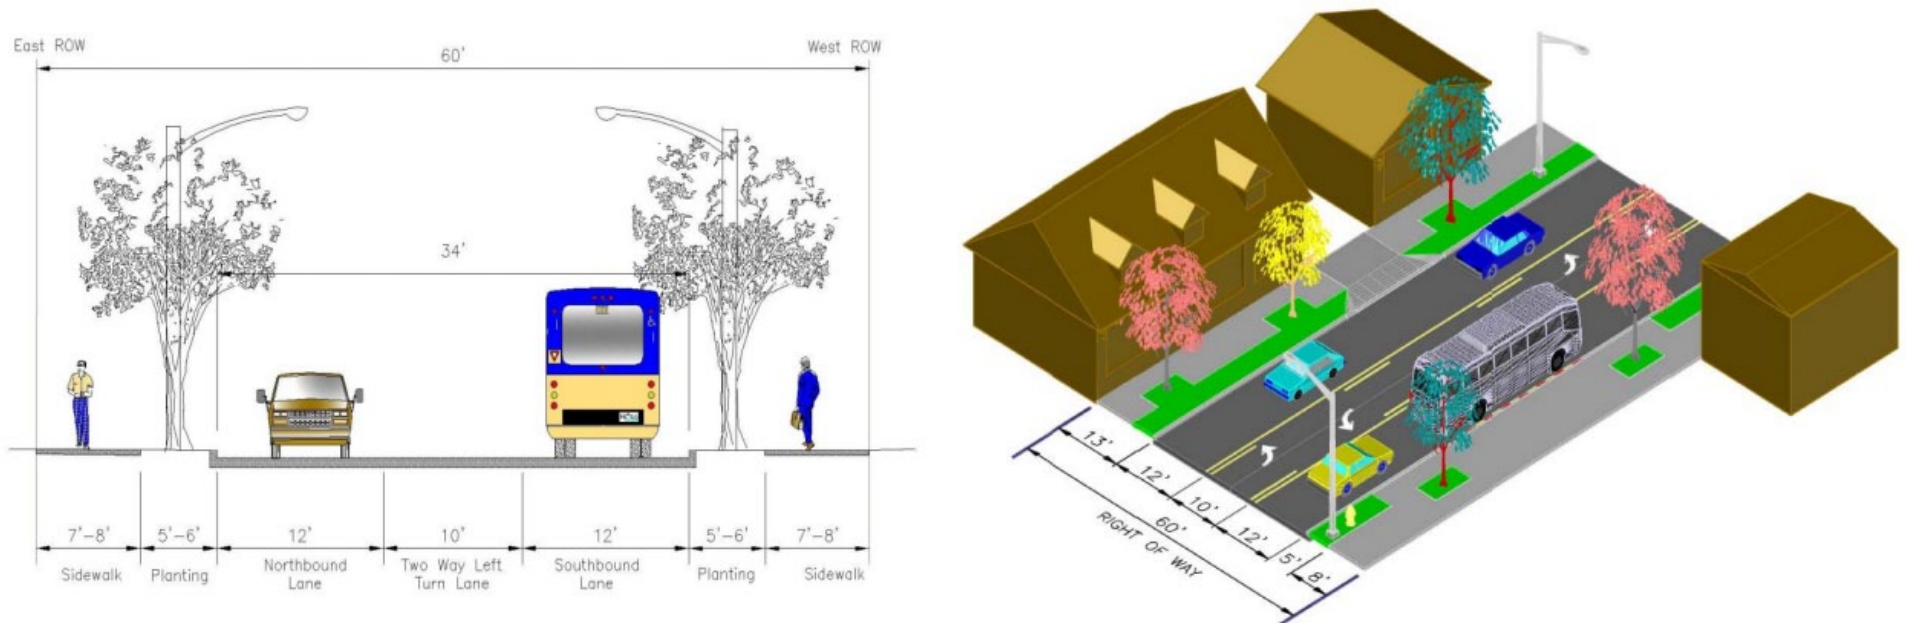 East ROW
West ROW
60'
34'
7'-8'
5'-6'
12'
10'
12'
5'-6'
7'-8'
Sidewalk
Planting
Northbound
Lane
Two Way Left
Turn Lane
Southbound
Lane
Planting
Sidewalk
13'
12'
10'
12'
5'
8'
60'
RIGHT OF WAY